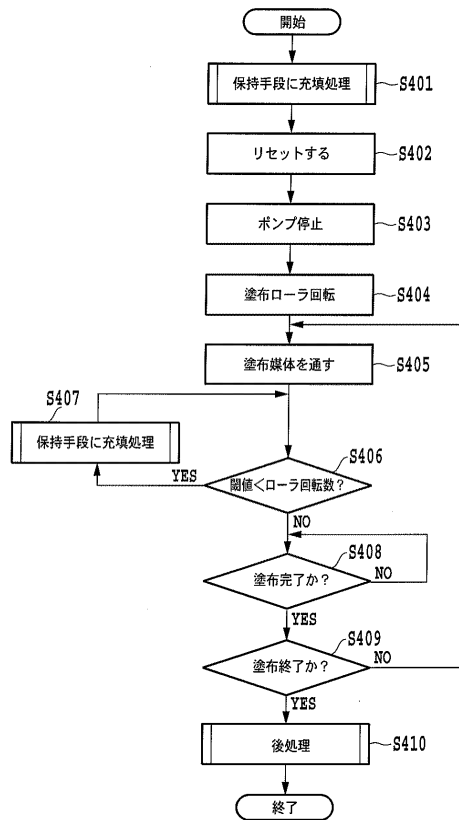 開始
保持手段に充填処理
S401
リセットする
S402
ポンプ停止
S403
塗布ローラ回転
S404
塗布媒体を通す
S405
S407
保持手段に充填処理
YES
S406
閾値<ローラ回転数?
NO
S408
塗布完了か?
NO
YES
S409
塗布終了か?
NO
YES
後処理
S410
終了